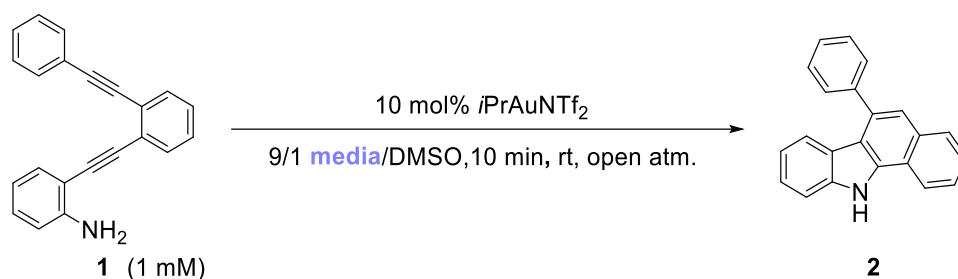 10 mol% iPrAuNTf2
9/1 media/DMSO,10 min, rt, open atm.
NH2
N
H
1 (1 mM)
2